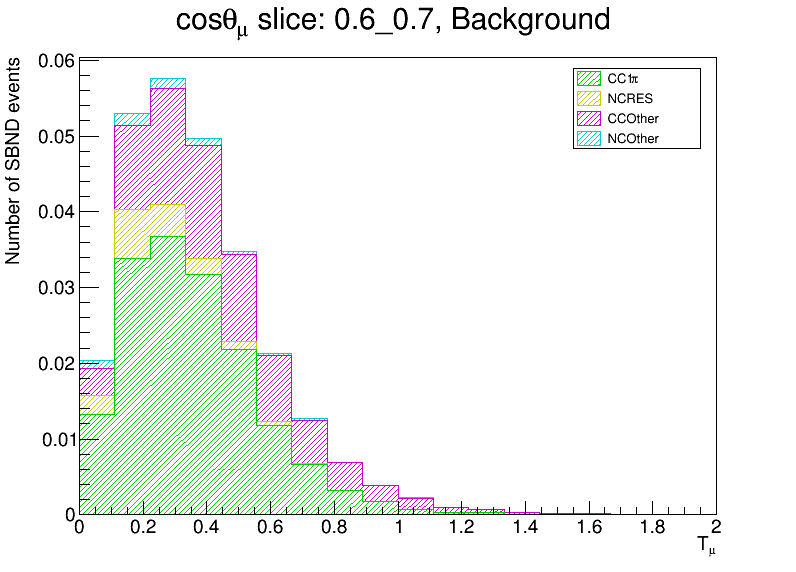 cosθμ slice: 0.6_0.7, Background
Number of SBND events
0.06
0.05
0.04
0.03
0.02
0.01
0
CC1π
NCRES
CCOther
NCOther
0 0.2 0.4 0.6 0.8 1 1.2 1.4 1.6 1.8 2
Tμ